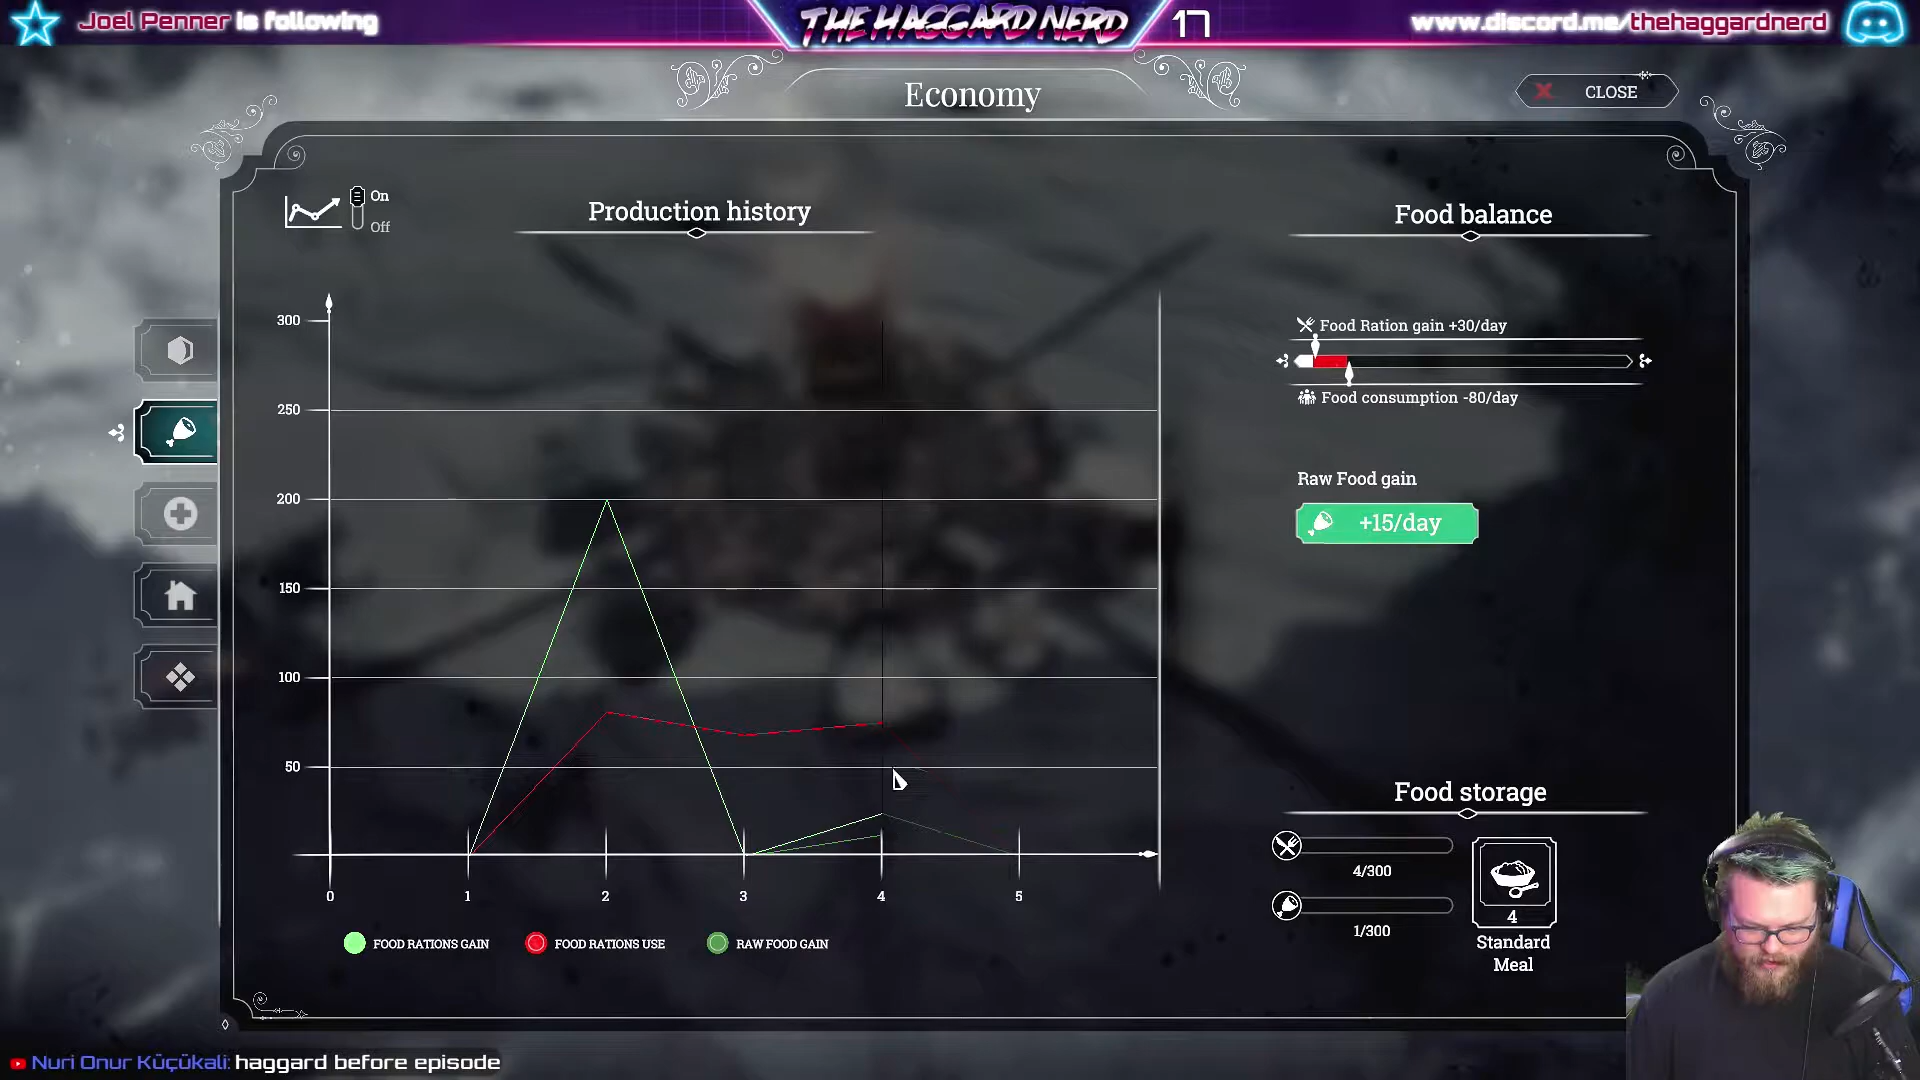 Joel Penner is following
THE HAGGARD NERD
17
www.discord.me/thehaggardnerd
Economy
CLOSE
On
Off
Production history
Food balance
300
250
200
150
100
50
0
1
2
3
4
5
FOOD RATIONS GAIN
FOOD RATIONS USE
RAW FOOD GAIN
Food Ration gain +30/day
Food consumption -80/day
Raw Food gain
+15/day
Food storage
4/300
1/300
4
Standard
Meal
Nuri Onur Küçükali: haggard before episode